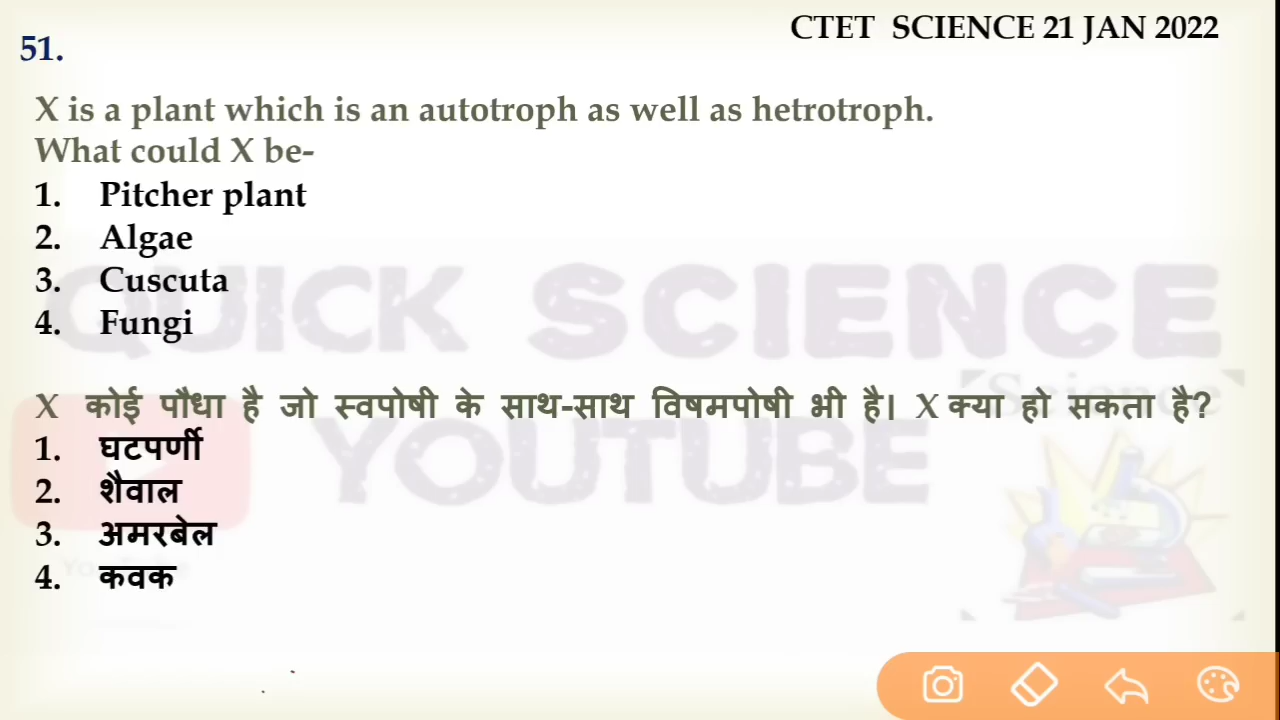 CTET SCIENCE 21 JAN 2022
51.
X is a plant which is an autotroph as well as hetrotroph.
What could X be-
1. Pitcher plant
2. Algae
3. Cuscuta
4. Fungi
QUICK SCIENCE
Science
X कोई पौधा है जो स्वपोषी के साथ-साथ विषमपोषी भी है। X क्या हो सकता है?
YOUTUBE
1. घटपर्णी
2. शैवाल
3. अमरबेल
4. कवक
YouTube